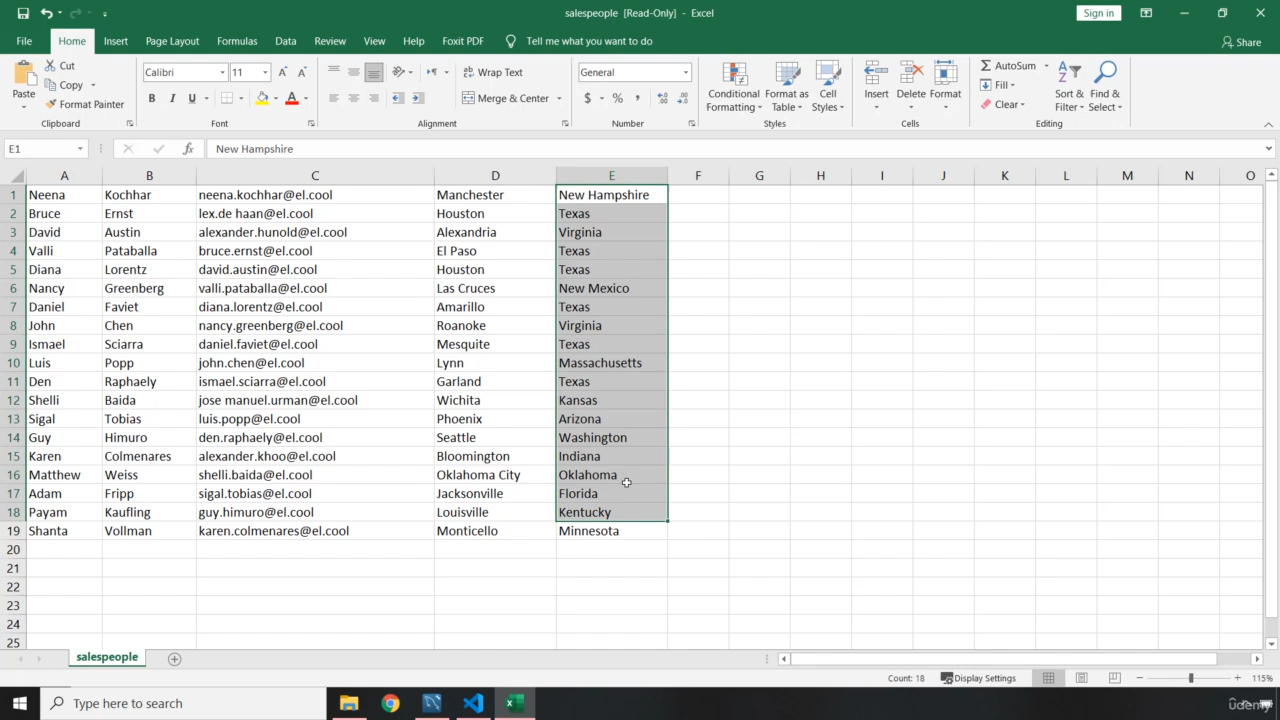 salespeople [Read-Only] - Excel
Sign in
File Home Insert Page Layout Formulas Data Review View Help Foxit PDF Tell me what you want to do Share
Paste
Cut
Copy
Format Painter
Clipboard
Calibri 11
B I U
Font
Wrap Text
Merge & Center
Alignment
General
$ % ,
Number
Conditional Formatting
Format as Table
Cell Styles
Styles
Insert Delete Format
Cells
AutoSum
Fill
Clear
Sort & Filter
Find & Select
Editing
E1 fx New Hampshire
A B C D E F G H I J K L M N O
1 Neena Kochhar neena.kochhar@el.cool Manchester New Hampshire
2 Bruce Ernst lex.de haan@el.cool Houston Texas
3 David Austin alexander.hunold@el.cool Alexandria Virginia
4 Valli Pataballa bruce.ernst@el.cool El Paso Texas
5 Diana Lorentz david.austin@el.cool Houston Texas
6 Nancy Greenberg valli.pataballa@el.cool Las Cruces New Mexico
7 Daniel Faviet diana.lorentz@el.cool Amarillo Texas
8 John Chen nancy.greenberg@el.cool Roanoke Virginia
9 Ismael Sciarra daniel.faviet@el.cool Mesquite Texas
10 Luis Popp john.chen@el.cool Lynn Massachusetts
11 Den Raphaely ismael.sciarra@el.cool Garland Texas
12 Shelli Baida jose manuel.urman@el.cool Wichita Kansas
13 Sigal Tobias luis.popp@el.cool Phoenix Arizona
14 Guy Himuro den.raphaely@el.cool Seattle Washington
15 Karen Colmenares alexander.khoo@el.cool Bloomington Indiana
16 Matthew Weiss shelli.baida@el.cool Oklahoma City Oklahoma
17 Adam Fripp sigal.tobias@el.cool Jacksonville Florida
18 Payam Kaufling guy.himuro@el.cool Louisville Kentucky
19 Shanta Vollman karen.colmenares@el.cool Monticello Minnesota
20
21
22
23
24
25
salespeople
Count: 18 Display Settings 115%
Type here to search
udemy